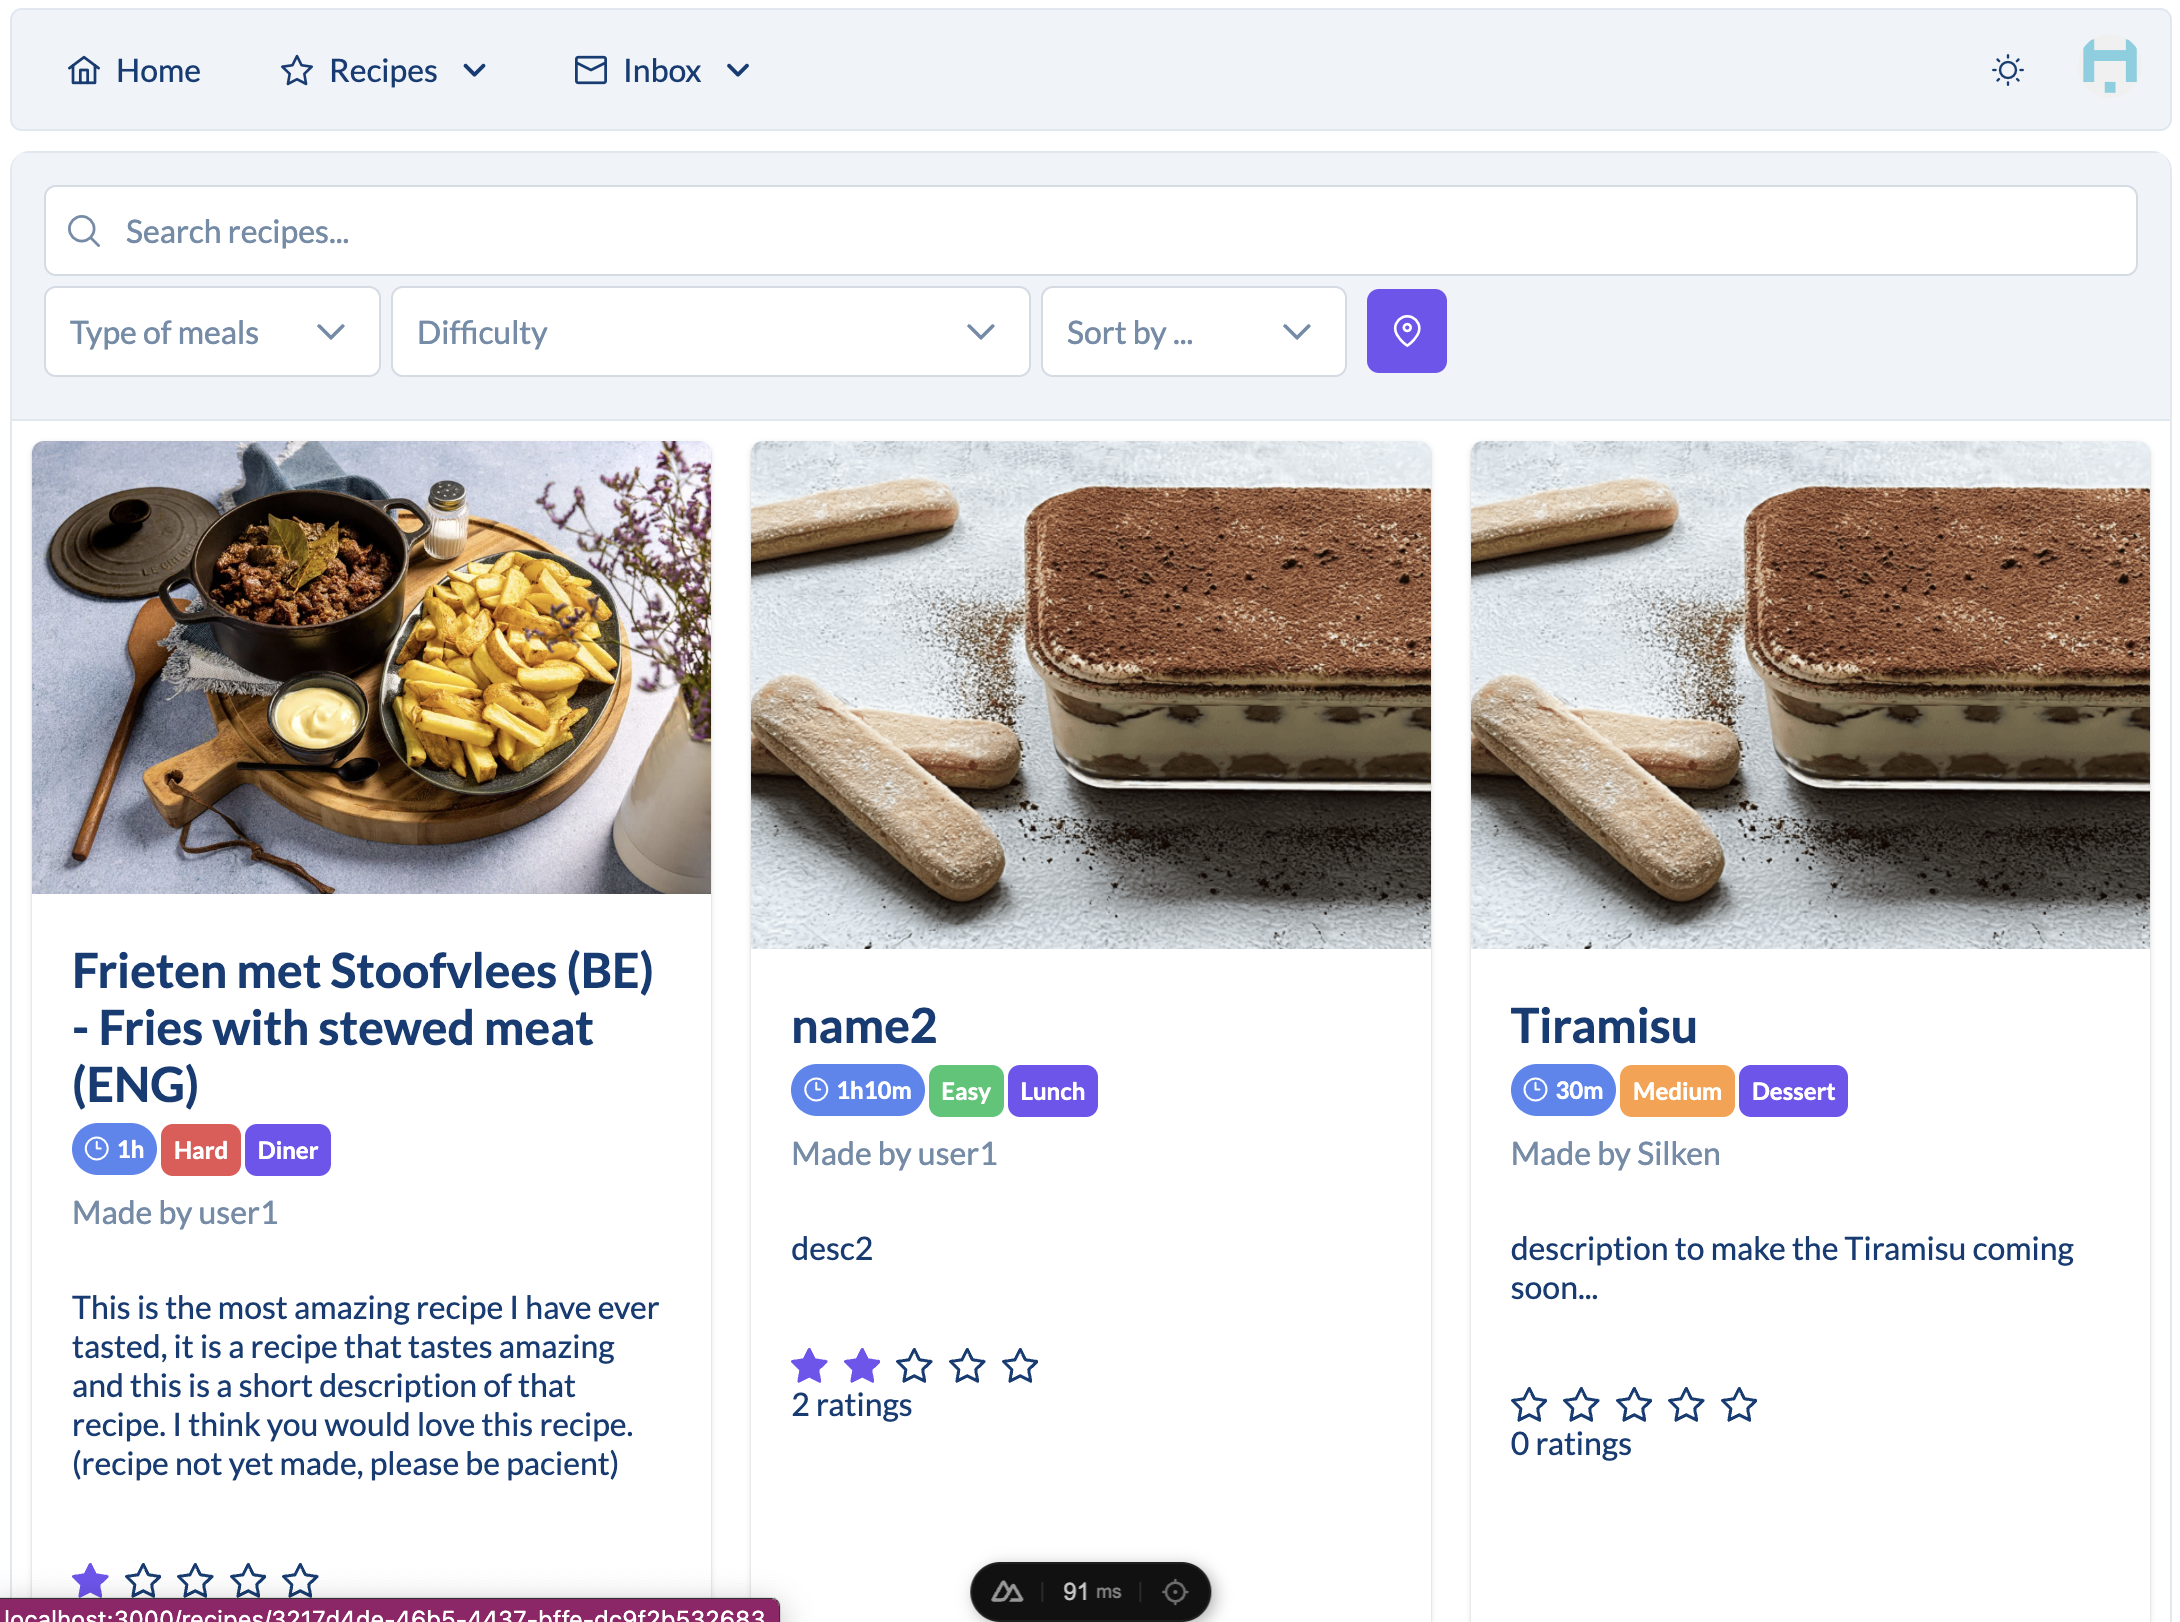 Home
Recipes
Inbox
Search recipes...
Type of meals
Difficulty
Sort by ...
Frieten met Stoofvlees (BE)
- Fries with stewed meat
(ENG)
1h Hard Diner
Made by user1
This is the most amazing recipe I have ever
tasted, it is a recipe that tastes amazing
and this is a short description of that
recipe. I think you would love this recipe.
(recipe not yet made, please be pacient)
name2
1h10m Easy Lunch
Made by user1
desc2
2 ratings
Tiramisu
30m Medium Dessert
Made by Silken
description to make the Tiramisu coming
soon...
0 ratings
91 ms
localhost:3000/recipes/3217d4de-46b5-4437-bffe-dc9f2b532683